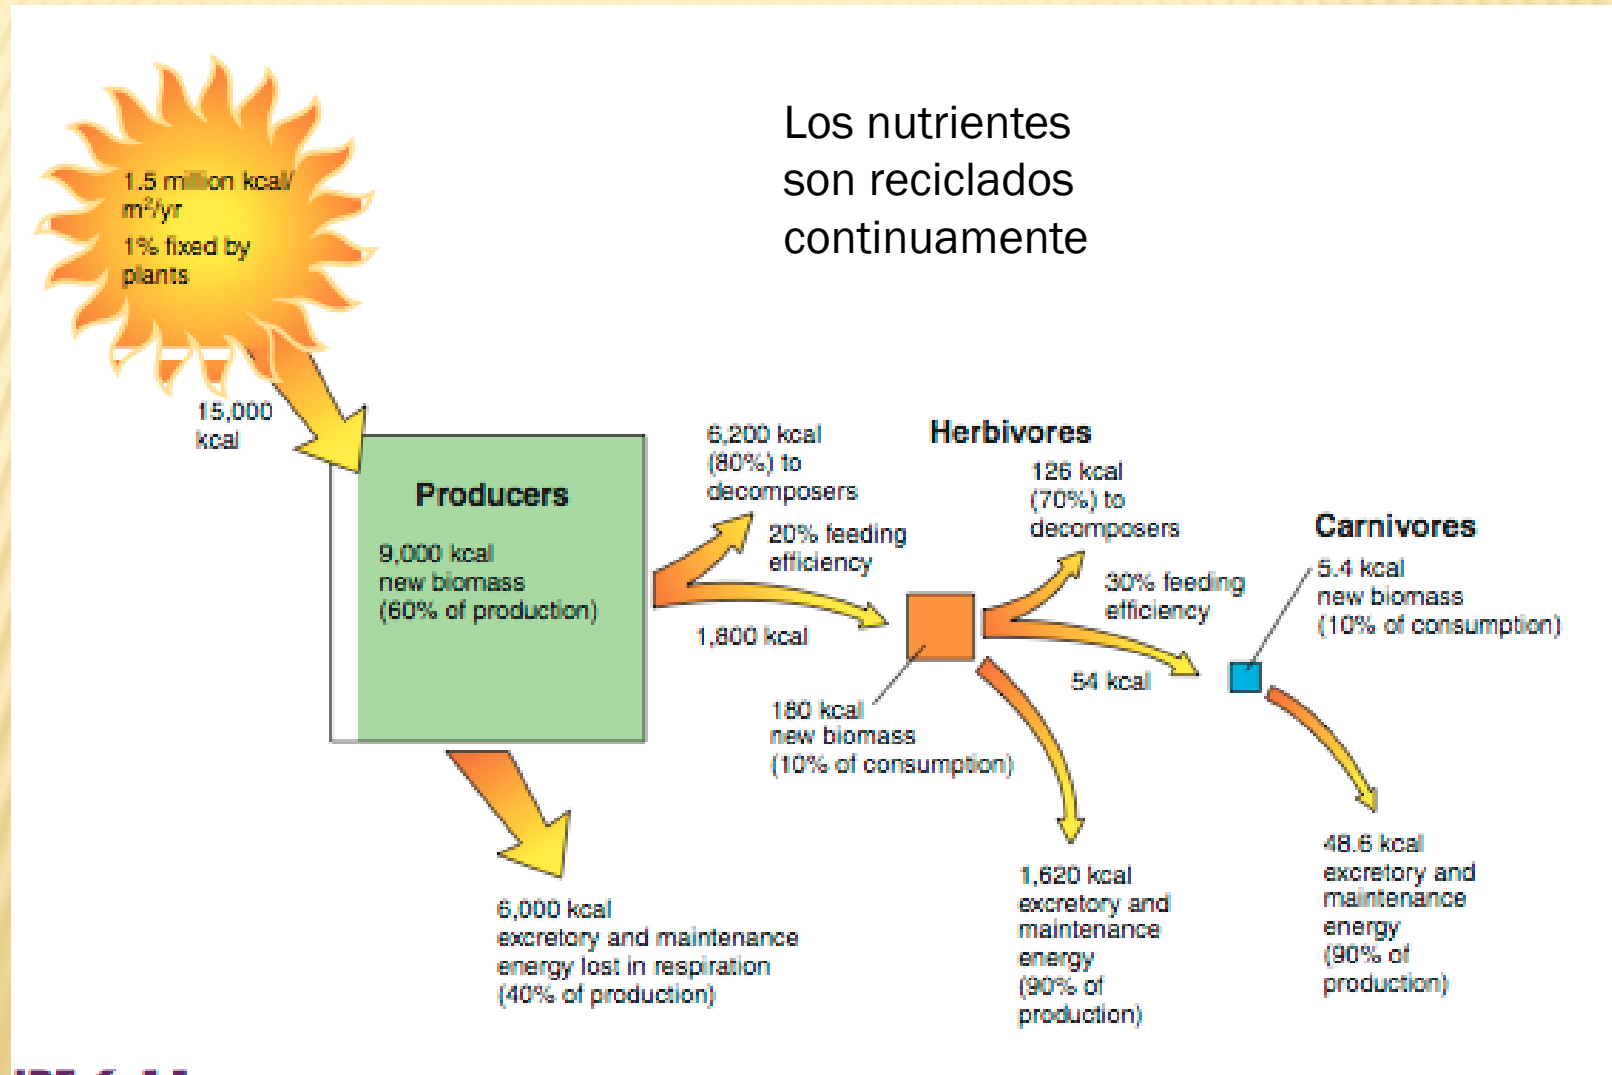 Los nutrientes
son reciclados
continuamente
1.5 million kcal/
m²/yr
1% fixed by
plants
15,000
kcal
Producers
9,000 kcal
new biomass
(60% of production)
6,200 kcal
(80%) to
decomposers
20% feeding
efficiency
1,800 kcal
Herbivores
126 kcal
(70%) to
decomposers
30% feeding
efficiency
54 kcal
Carnivores
5.4 kcal
new biomass
(10% of consumption)
180 kcal
new biomass
(10% of consumption)
6,000 kcal
excretory and maintenance
energy lost in respiration
(40% of production)
1,620 kcal
excretory and
maintenance
energy
(90% of
production)
48.6 kcal
excretory and
maintenance
energy
(90% of
production)